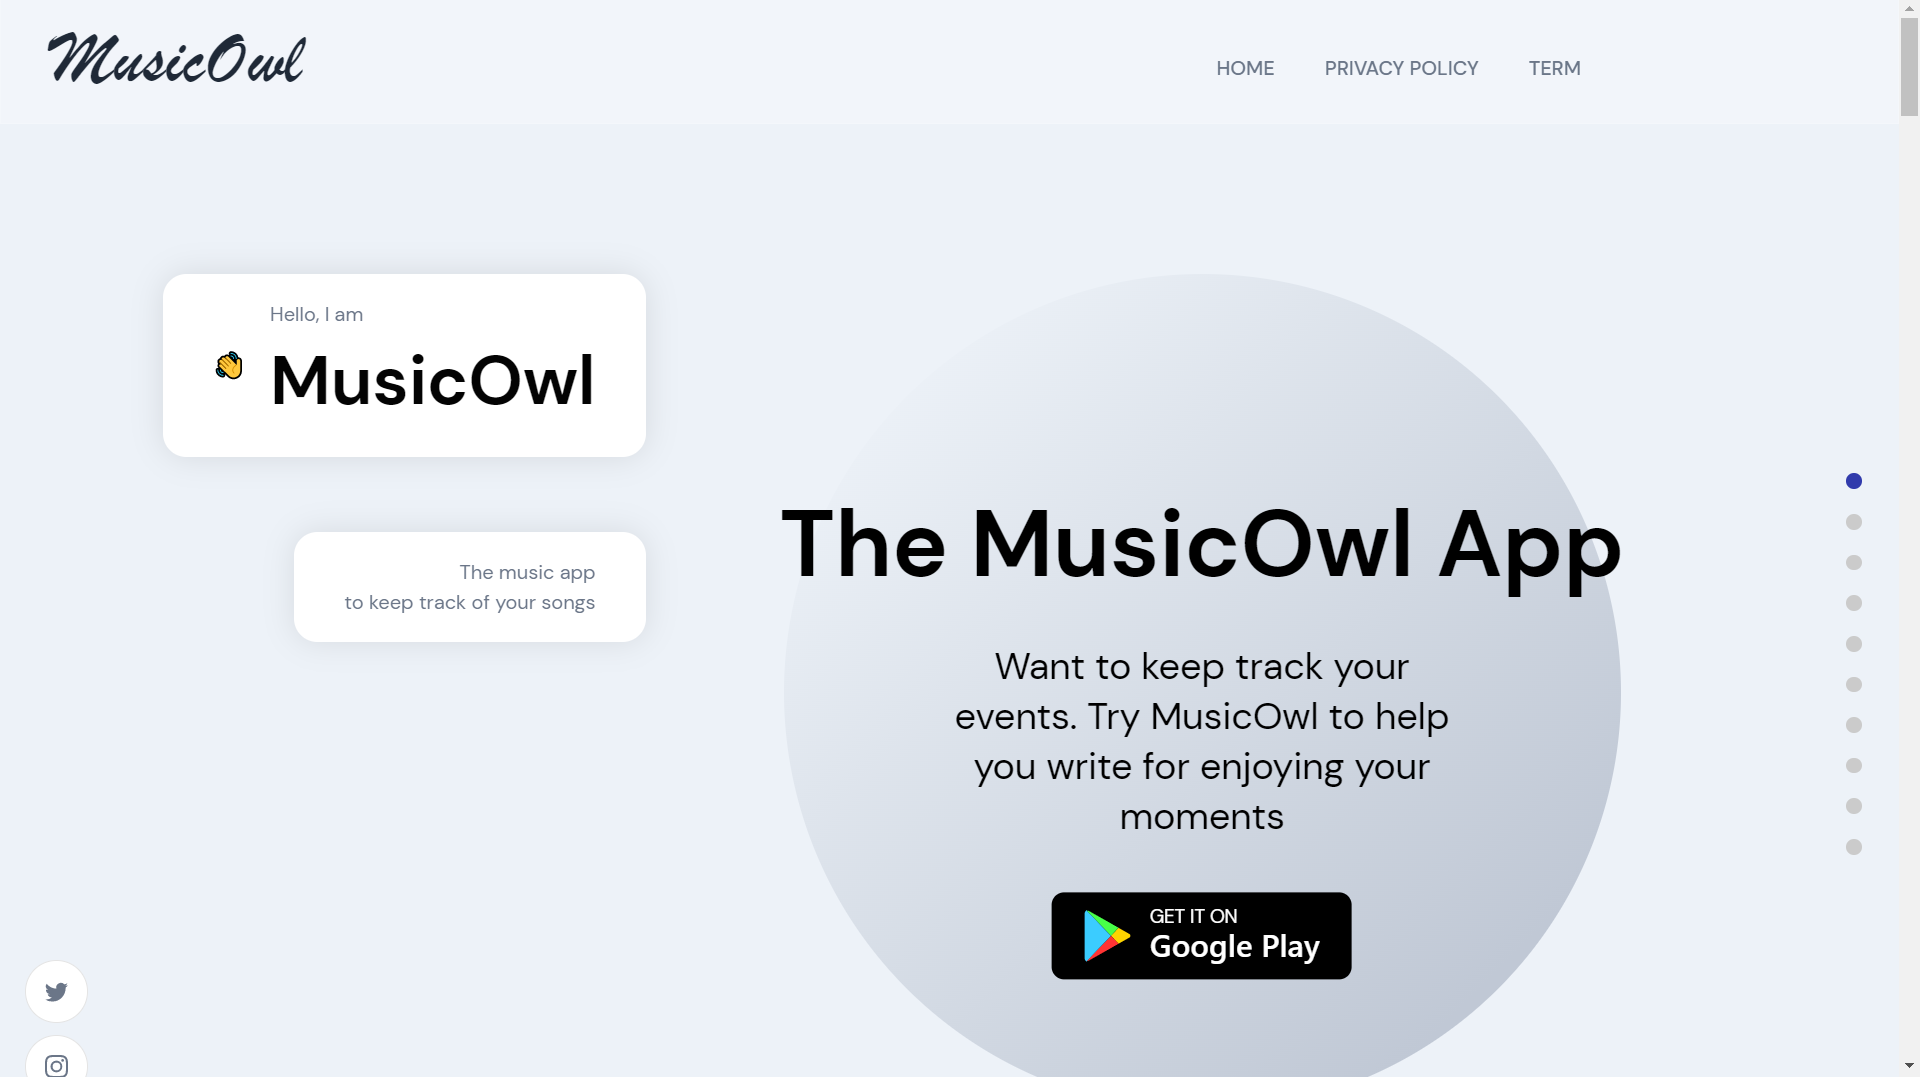 MusicOwl
HOME
PRIVACY POLICY
TERM
Hello, I am
MusicOwl
The music app
to keep track of your songs
The MusicOwl App
Want to keep track your
events. Try MusicOwl to help
you write for enjoying your
moments
GET IT ON
Google Play